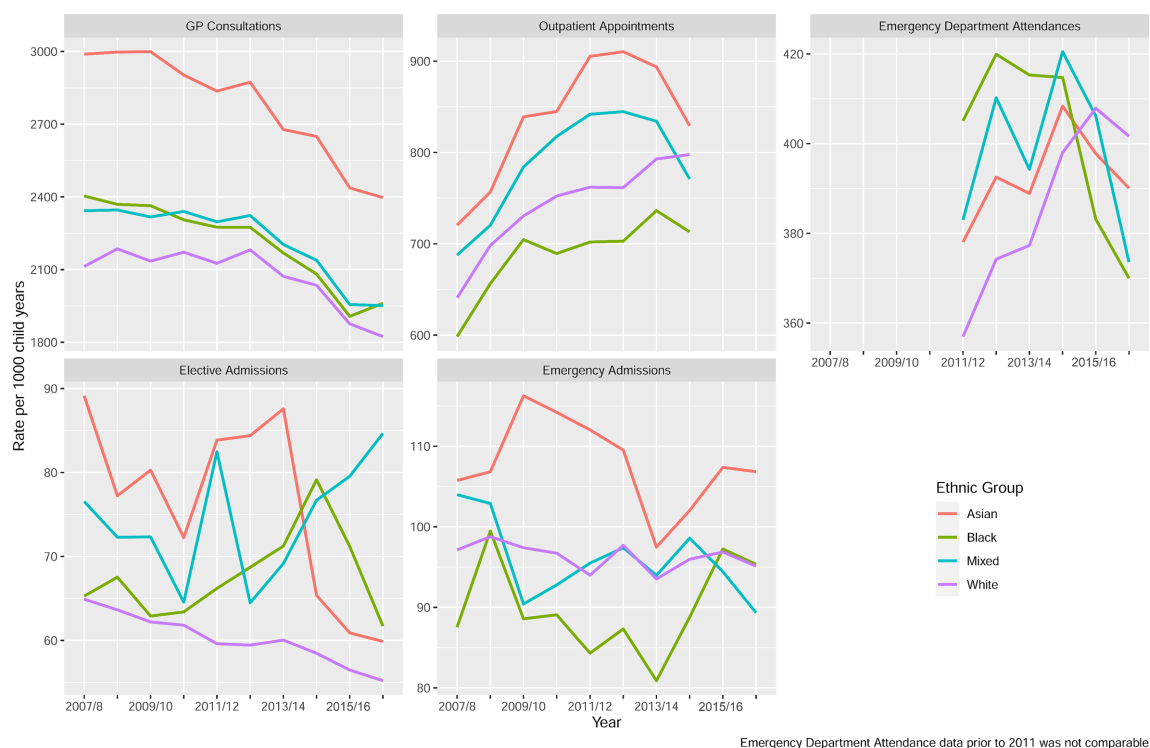 GP Consultations
Outpatient Appointments
Emergency Department Attendances
3000
2700
2400
2100
1800
900
800
700
600
420
400
380
360
2007/8 2009/10 2011/12 2013/14 2015/16
Elective Admissions
Emergency Admissions
90
80
70
60
110
100
90
80
2007/8 2009/10 2011/12 2013/14 2015/16
2007/8 2009/10 2011/12 2013/14 2015/16
Rate per 1000 child years
Year
Ethnic Group
Asian
Black
Mixed
White
Emergency Department Attendance data prior to 2011 was not comparable